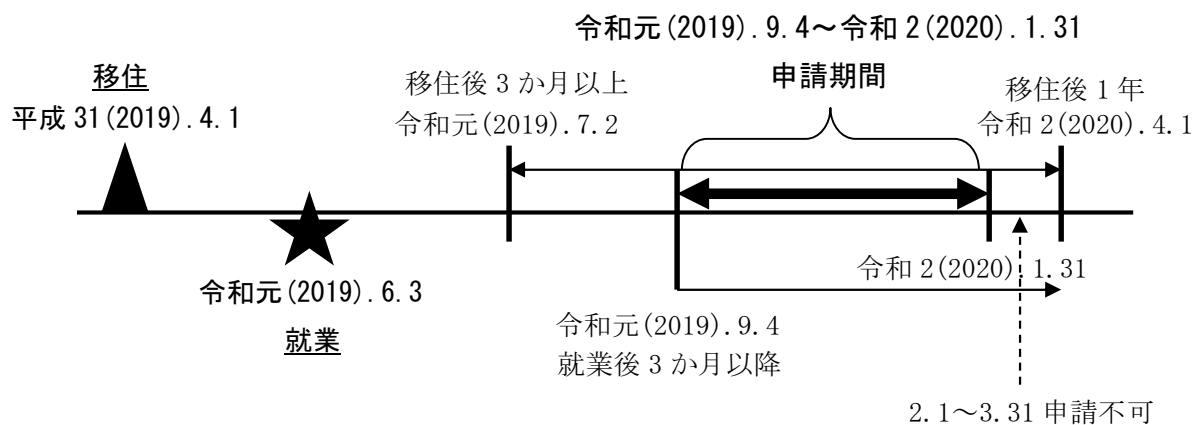 令和元(2019).9.4～令和2(2020).1.31
申請期間
移住
平成31(2019).4.1
移住後3か月以上
令和元(2019).7.2
移住後1年
令和2(2020).4.1
令和2(2020).1.31
令和元(2019).6.3
就業
令和元(2019).9.4
就業後3か月以降
2.1～3.31申請不可